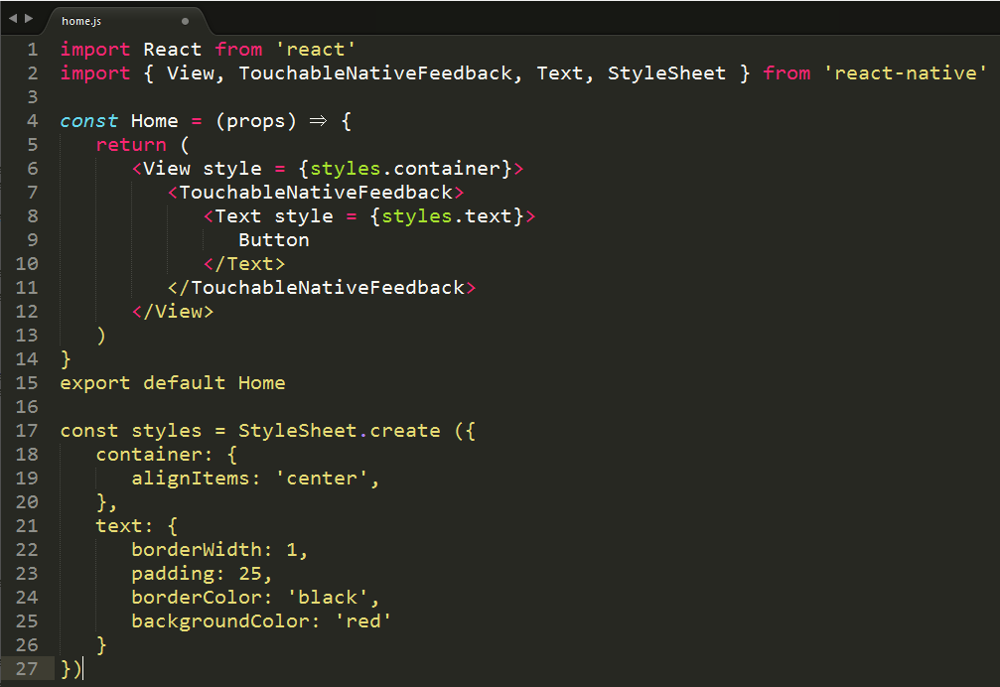 home.js
1 import React from 'react'
2 import { View, TouchableNativeFeedback, Text, StyleSheet } from 'react-native'
3
4 const Home = (props) ⇒ {
5    return (
6       <View style = {styles.container}>
7          <TouchableNativeFeedback>
8             <Text style = {styles.text}>
9                Button
10             </Text>
11          </TouchableNativeFeedback>
12       </View>
13    )
14 }
15 export default Home
16
17 const styles = StyleSheet.create ({
18    container: {
19       alignItems: 'center',
20    },
21    text: {
22       borderWidth: 1,
23       padding: 25,
24       borderColor: 'black',
25       backgroundColor: 'red'
26    }
27 })